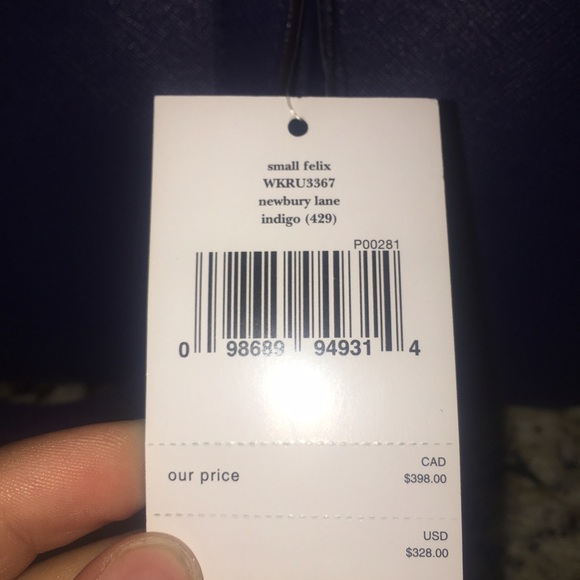 small felix
WKRU3367
newbury lane
indigo (429)
P00281
0 98689 94931 4
our price
CAD
$398.00
USD
$328.00